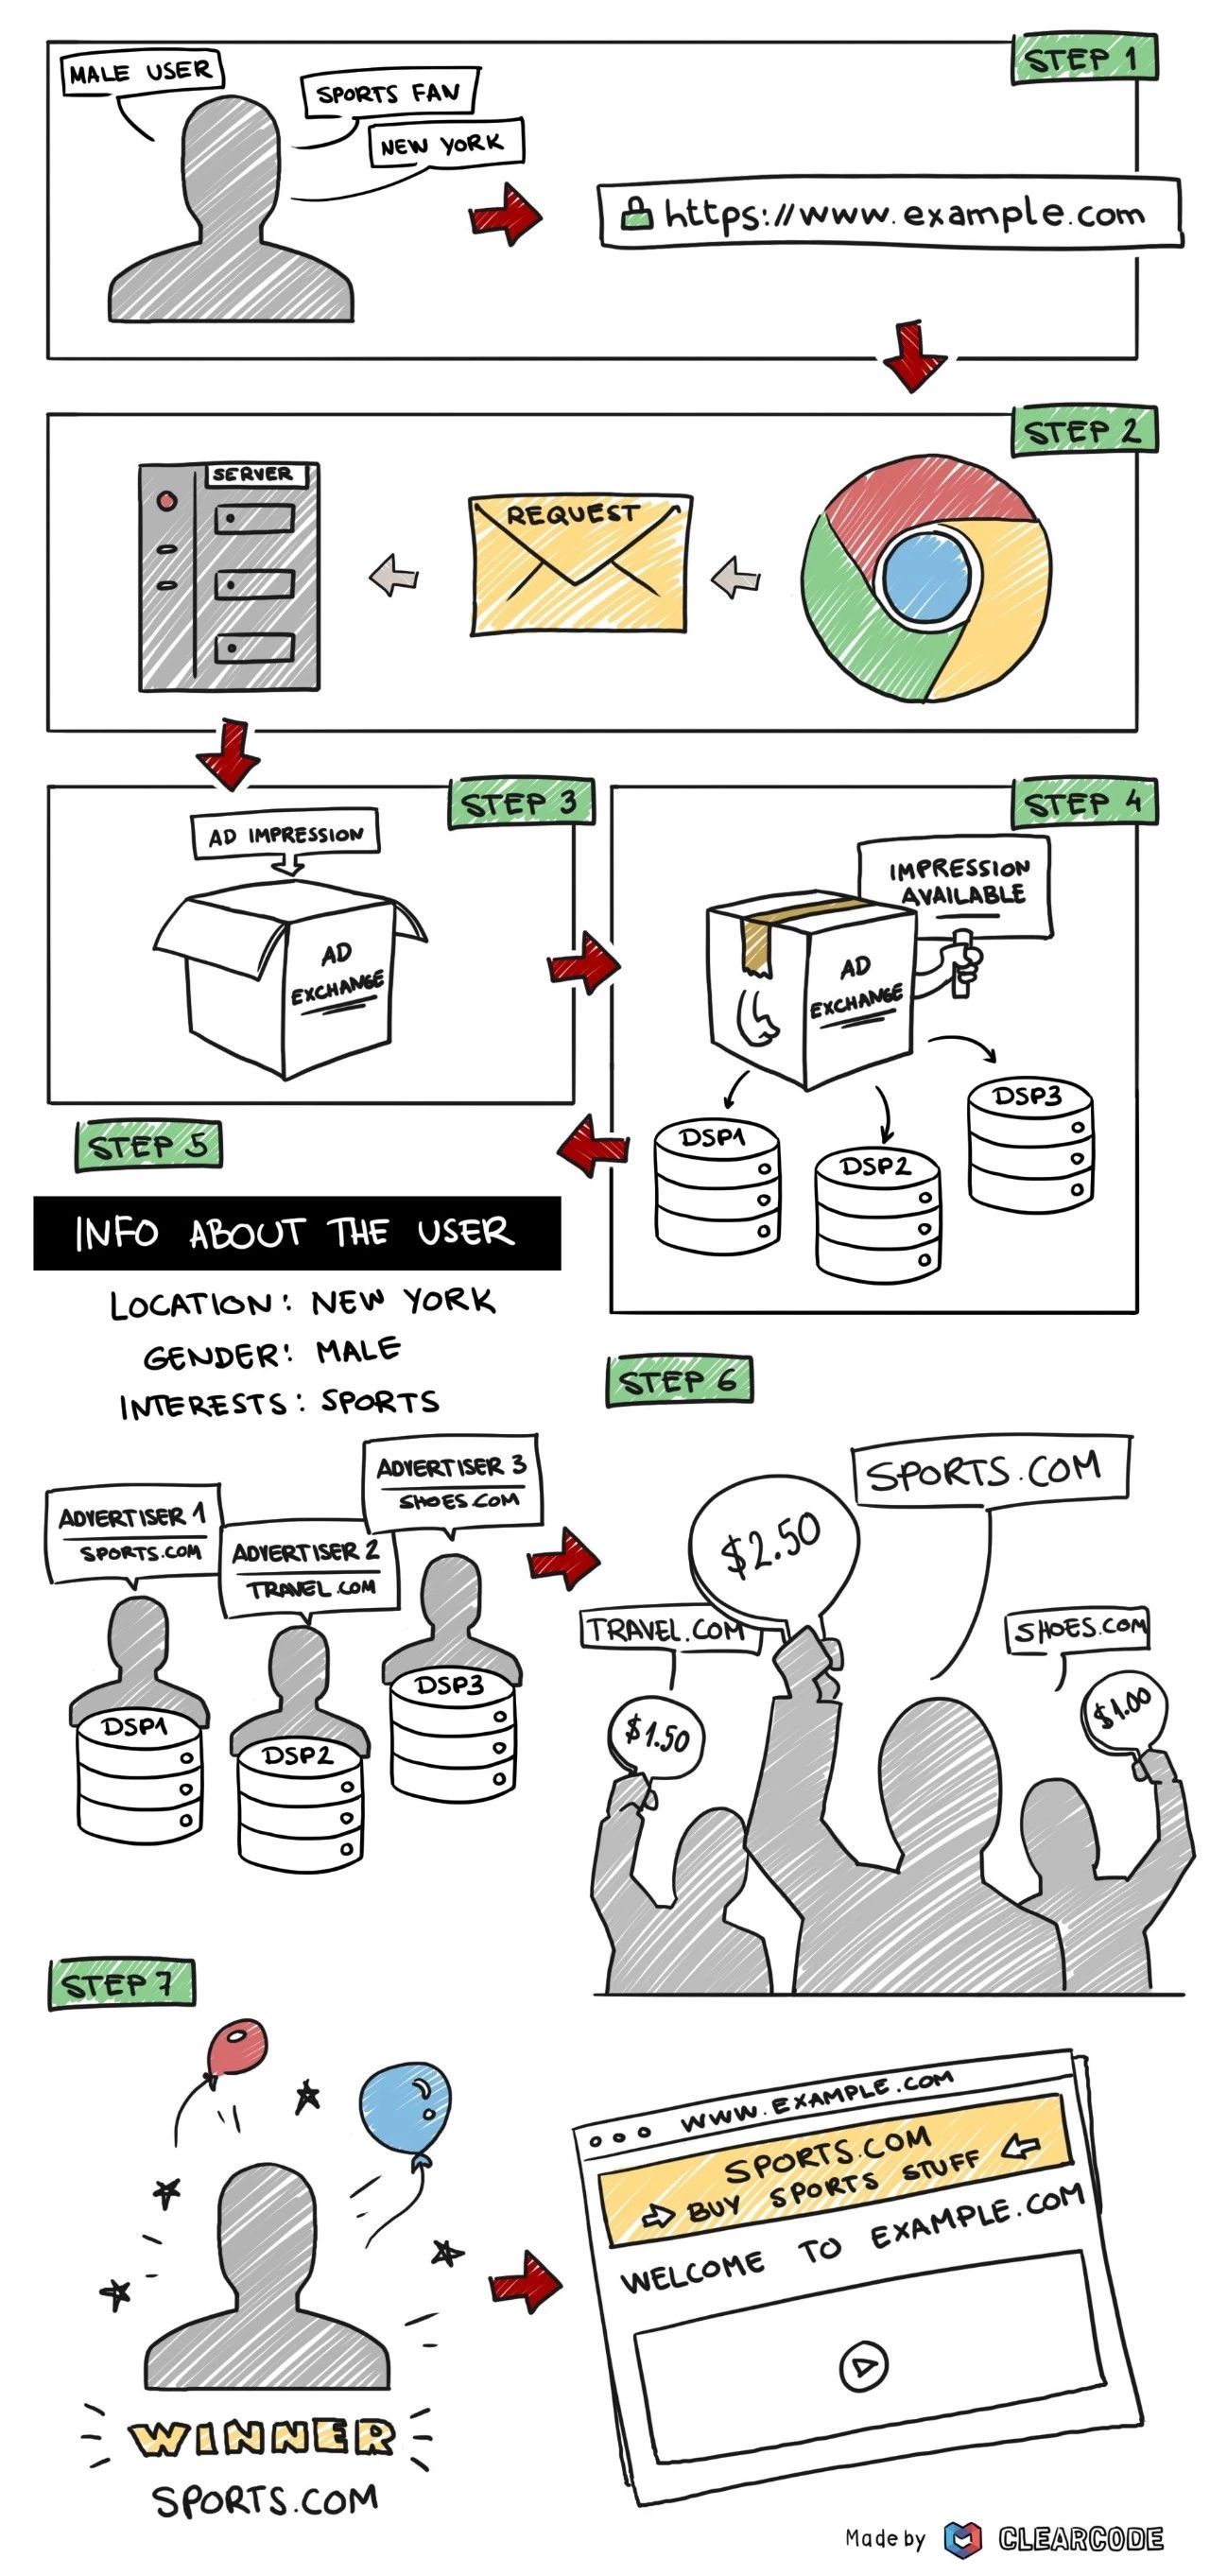 STEP 1
MALE USER
SPORTS FAN
NEW YORK
https://www.example.com
STEP 2
SERVER
REQUEST
STEP 3
AD IMPRESSION
AD
EXCHANGE
STEP 4
IMPRESSION
AVAILABLE
AD
EXCHANGE
DSP1
DSP2
DSP3
STEP 5
INFO ABOUT THE USER
LOCATION: NEW YORK
GENDER: MALE
INTERESTS: SPORTS
ADVERTISER 1
SPORTS.COM
ADVERTISER 2
TRAVEL.COM
ADVERTISER 3
SHOES.COM
DSP1
DSP2
DSP3
STEP 6
SPORTS.COM
$2.50
TRAVEL.COM
$1.50
SHOES.COM
$1.00
STEP 7
WINNER
SPORTS.COM
WWW.EXAMPLE.COM
SPORTS.COM
BUY SPORTS STUFF
WELCOME TO EXAMPLE.COM
Made by CLEARCODE